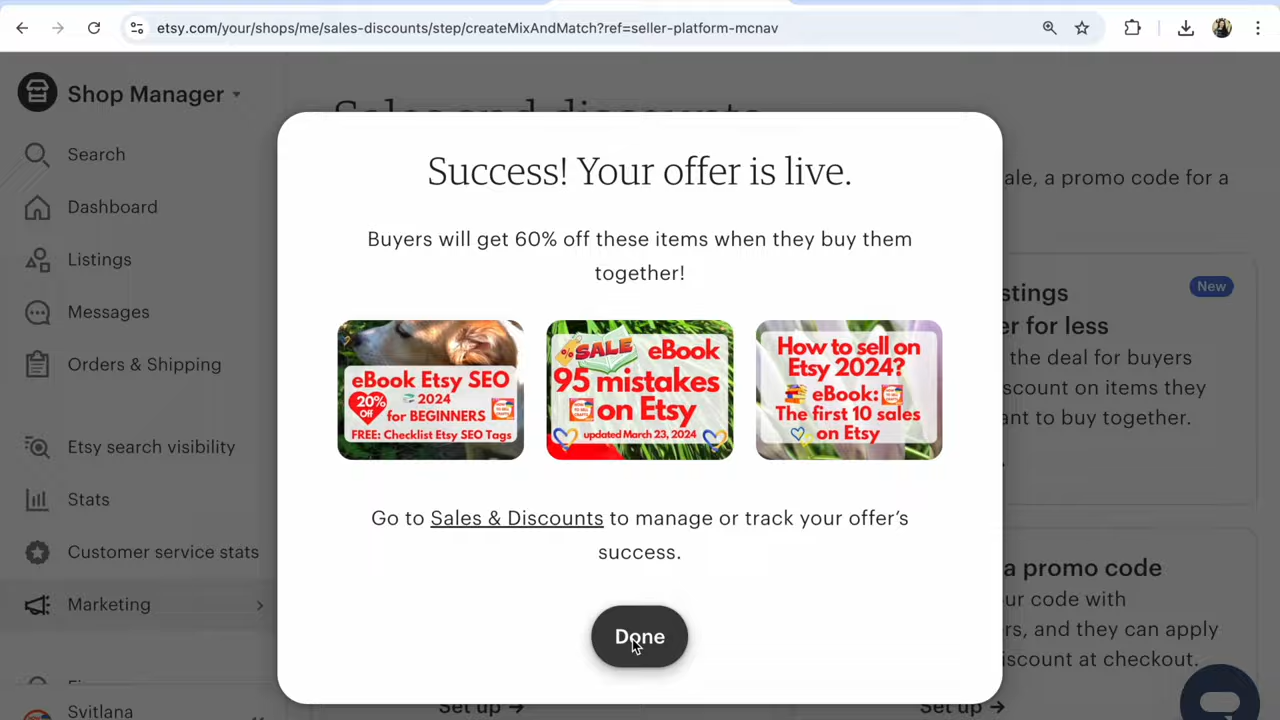 etsy.com/your/shops/me/sales-discounts/step/createMixAndMatch?ref=seller-platform-mcnav
Shop Manager
Search
Dashboard
Listings
Messages
Orders & Shipping
Etsy search visibility
Stats
Customer service stats
Marketing
Svitlana
Sales and discounts
ale, a promo code for a
Success! Your offer is live.
Buyers will get 60% off these items when they buy them
together!
eBook Etsy SEO
2024
20%
Off
for BEGINNERS
FREE: Checklist Etsy SEO Tags
SALE
eBook
95 mistakes
on Etsy
updated March 23, 2024
How to sell on
Etsy 2024?
eBook:
The first 10 sales
on Etsy
Go to Sales & Discounts to manage or track your offer's
success.
Done
New
stings
er for less
the deal for buyers
scount on items they
ant to buy together.
a promo code
ur code with
rs, and they can apply
iscount at checkout.
Set up →
Set up →